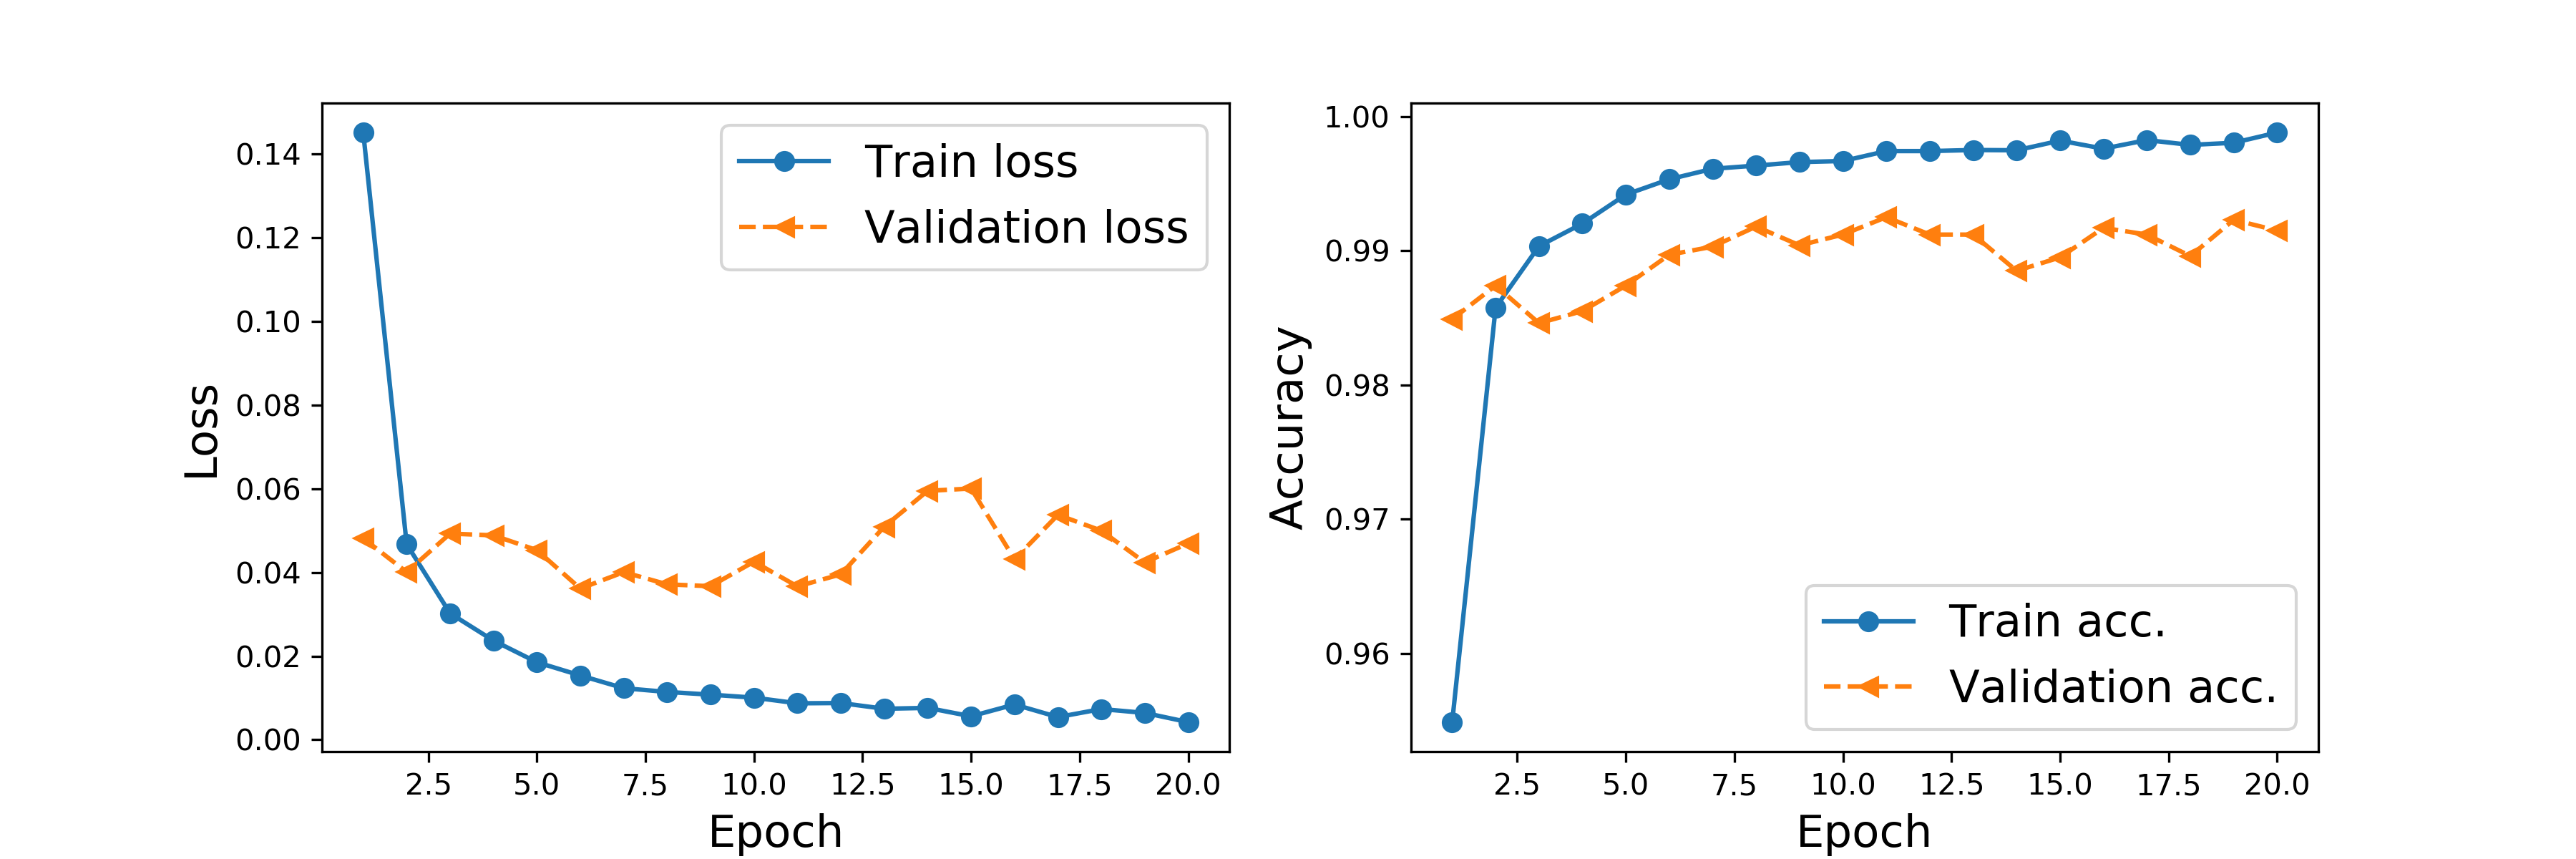 Loss
0.14
0.12
0.10
0.08
0.06
0.04
0.02
0.00
Train loss
Validation loss
2.5 5.0 7.5 10.0 12.5 15.0 17.5 20.0
Epoch
Accuracy
1.00
0.99
0.98
0.97
0.96
Train acc.
Validation acc.
2.5 5.0 7.5 10.0 12.5 15.0 17.5 20.0
Epoch